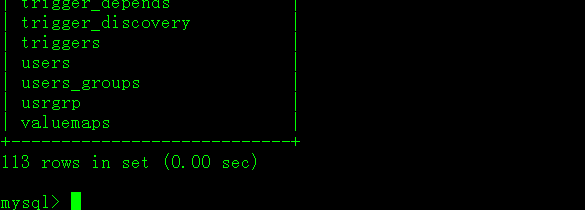 | trigger_depends |
| trigger_discovery |
| triggers |
| users |
| users_groups |
| usrgrp |
| valuemaps |
+----------------------------+
113 rows in set (0.00 sec)
mysql>